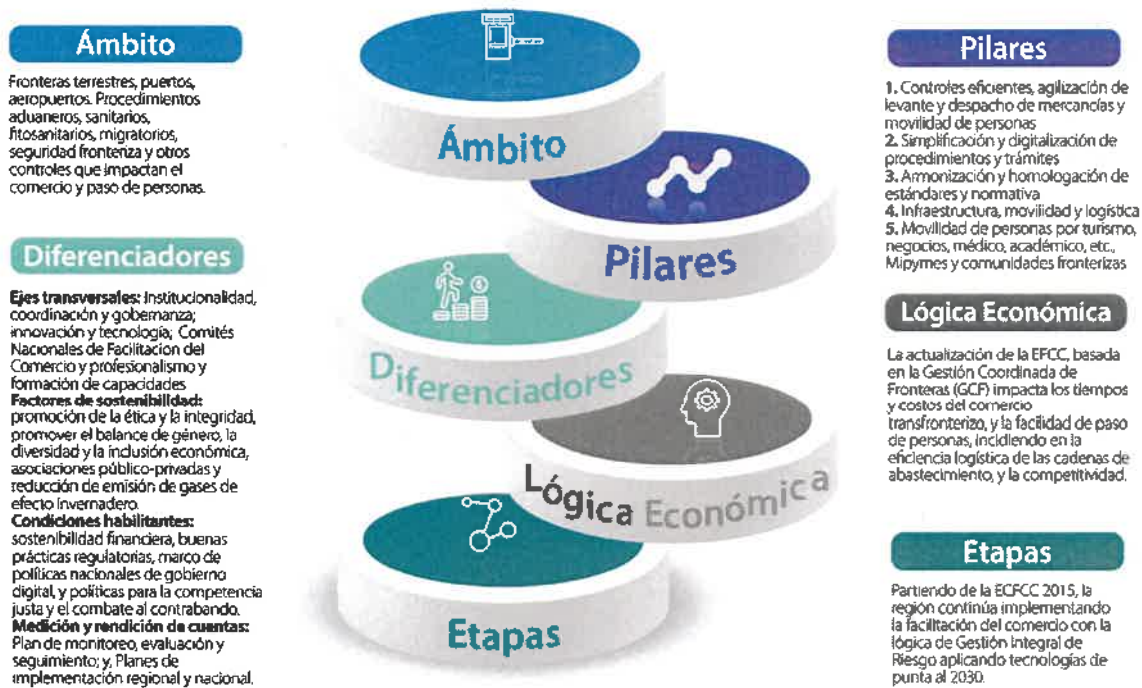 Ámbito
Fronteras terrestres, puertos,
aeropuertos. Procedimientos
aduaneros, sanitarios,
fitosanitarios, migratorios,
seguridad fronteriza y otros
controles que impactan el
comercio y paso de personas.
Diferenciadores
Ejes transversales: Institucionalidad,
coordinación y gobernanza;
innovación y tecnología; Comités
Nacionales de Facilitacion del
Comercio y profesionalismo y
formación de capacidades
Factores de sostenibilidad:
promoción de la ética y la integridad,
promover el balance de género, la
diversidad y la inclusión económica,
asociaciones público-privadas y
reducción de emisión de gases de
efecto invernadero.
Condiciones habilitantes:
sostenibilidad financiera, buenas
prácticas regulatorias, marco de
políticas nacionales de gobierno
digital, y políticas para la competencia
justa y el combate al contrabando.
Medición y rendición de cuentas:
Plan de monitoreo, evaluación y
seguimiento; y, Planes de
implementación regional y nacional.
Ámbito
Pilares
Diferenciadores
Lógica Económica
Etapas
Pilares
1. Controles eficientes, agilización de
levante y despacho de mercancías y
movilidad de personas
2. Simplificación y digitalización de
procedimientos y trámites
3. Armonización y homologación de
estándares y normativa
4. Infraestructura, movilidad y logística
5. Movilidad de personas por turismo,
negocios, médico, académico, etc.,
Mipymes y comunidades fronterizas
Lógica Económica
La actualización de la EFCC, basada
en la Gestión Coordinada de
Fronteras (GCF) impacta los tiempos
y costos del comercio
transfronterizo, y la facilidad de paso
de personas, incidiendo en la
eficiencia logística de las cadenas de
abastecimiento, y la competitividad.
Etapas
Partiendo de la ECFCC 2015, la
región continúa implementando
la facilitación del comercio con la
lógica de Gestión Integral de
Riesgo aplicando tecnologías de
punta al 2030.